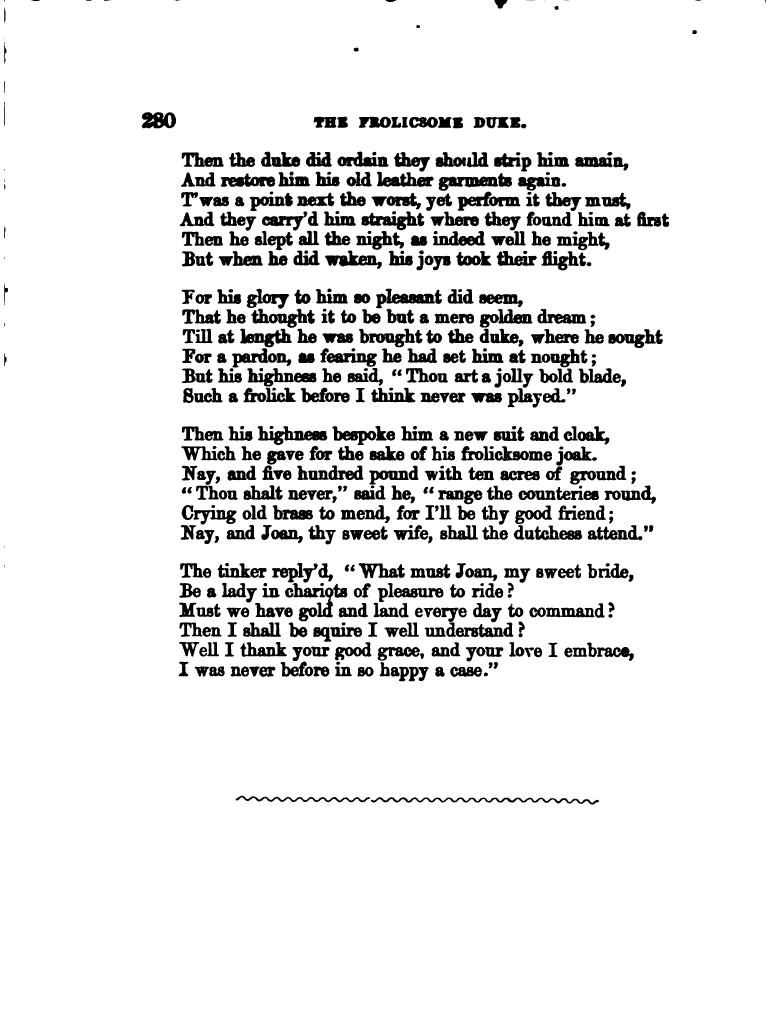 280 THE FROLICSOME DUKE.
Then the duke did ordain they should strip him amain,
And restore him his old leather garments again.
T'was a point next the worst, yet perform it they must,
And they carry'd him straight where they found him at first
Then he slept all the night, as indeed well he might,
But when he did waken, his joys took their flight.
For his glory to him so pleasant did seem,
That he thought it to be but a mere golden dream;
Till at length he was brought to the duke, where he sought
For a pardon, as fearing he had set him at nought;
But his highness he said, "Thou art a jolly bold blade,
Such a frolick before I think never was played."
Then his highness bespoke him a new suit and cloak,
Which he gave for the sake of his frolicksome joak.
Nay, and five hundred pound with ten acres of ground;
"Thou shalt never," said he, "range the counteries round,
Crying old brass to mend, for I'll be thy good friend;
Nay, and Joan, thy sweet wife, shall the dutchess attend."
The tinker reply'd, "What must Joan, my sweet bride,
Be a lady in chariots of pleasure to ride?
Must we have gold and land everye day to command?
Then I shall be squire I well understand?
Well I thank your good grace, and your love I embrace,
I was never before in so happy a case."